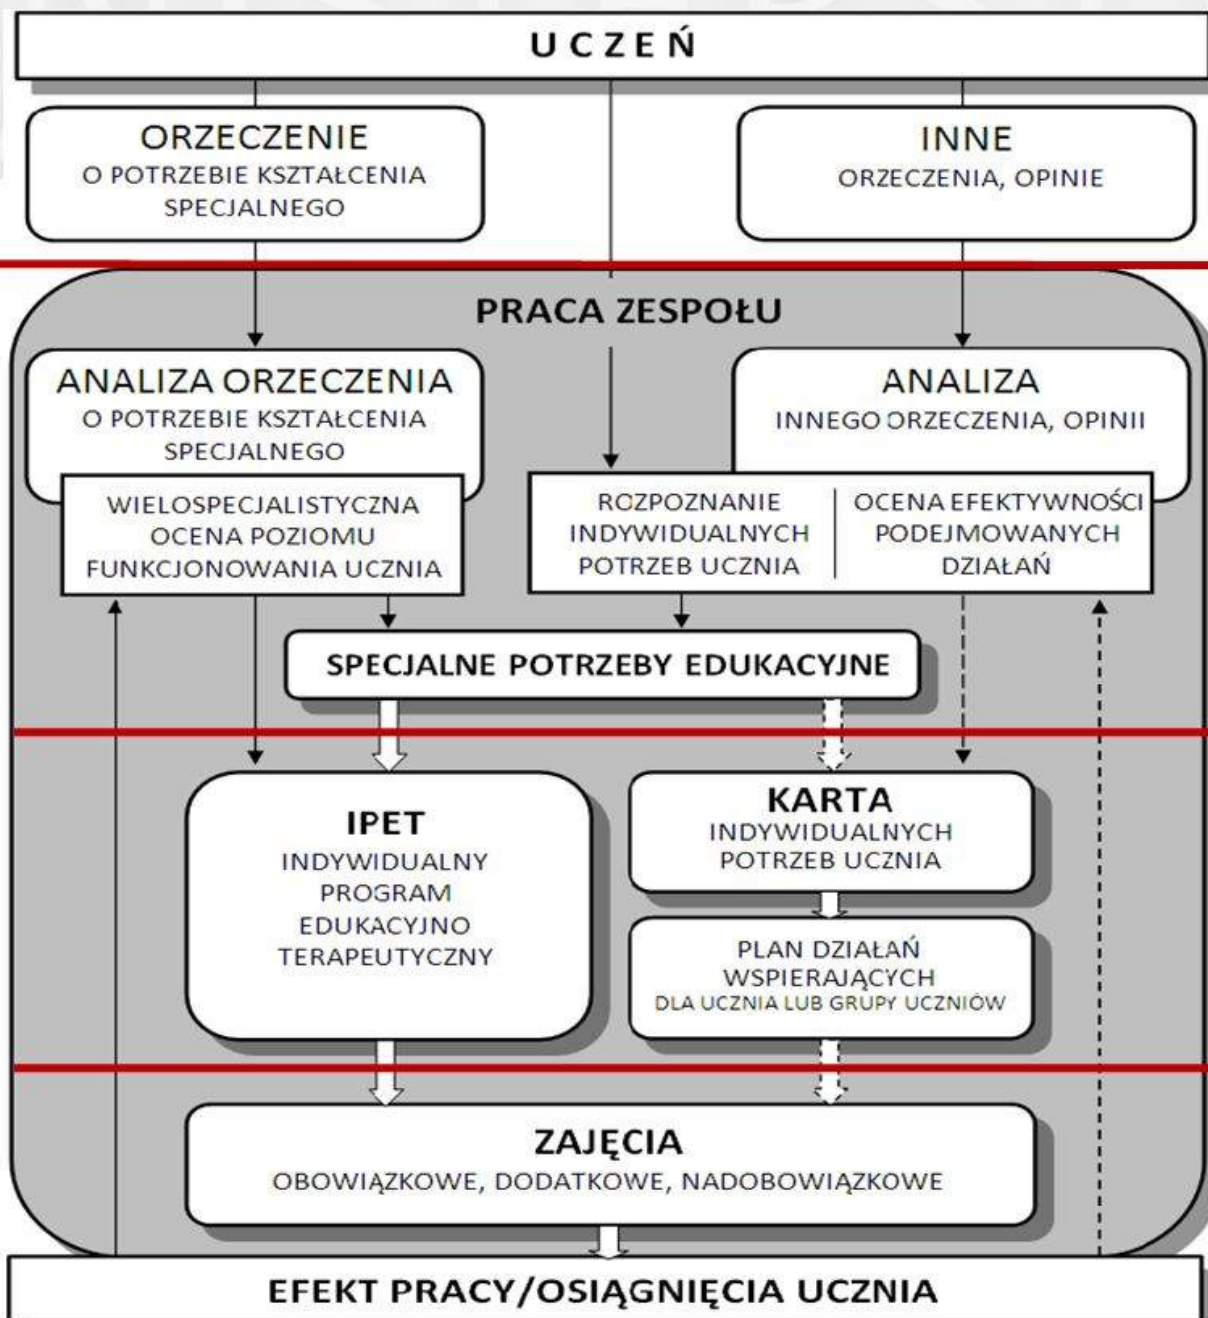 UCZEŃ
ORZECZENIE
O POTRZEBIE KSZTAŁCENIA
SPECJALNEGO
INNE
ORZECZENIA, OPINIE
PRACA ZESPOŁU
ANALIZA ORZECZENIA
O POTRZEBIE KSZTAŁCENIA
SPECJALNEGO
ANALIZA
INNEGO ORZECZENIA, OPINII
WIELOSPECJALISTYCZNA
OCENA POZIOMU
FUNKCJONOWANIA UCZNIA
ROZPOZNANIE
INDYWIDUALNYCH
POTRZEB UCZNIA
OCENA EFEKTYWNOŚCI
PODEJMOWANYCH
DZIAŁAŃ
SPECJALNE POTRZEBY EDUKACYJNE
IPET
INDYWIDUALNY
PROGRAM
EDUKACYJNO
TERAPEUTYCZNY
KARTA
INDYWIDUALNYCH
POTRZEB UCZNIA
PLAN DZIAŁAŃ
WSPIERAJĄCYCH
DLA UCZNIA LUB GRUPY UCZNIÓW
ZAJĘCIA
OBOWIĄZKOWE, DODATKOWE, NADOBOWIĄZKOWE
EFEKT PRACY/OSIĄGNIĘCIA UCZNIA